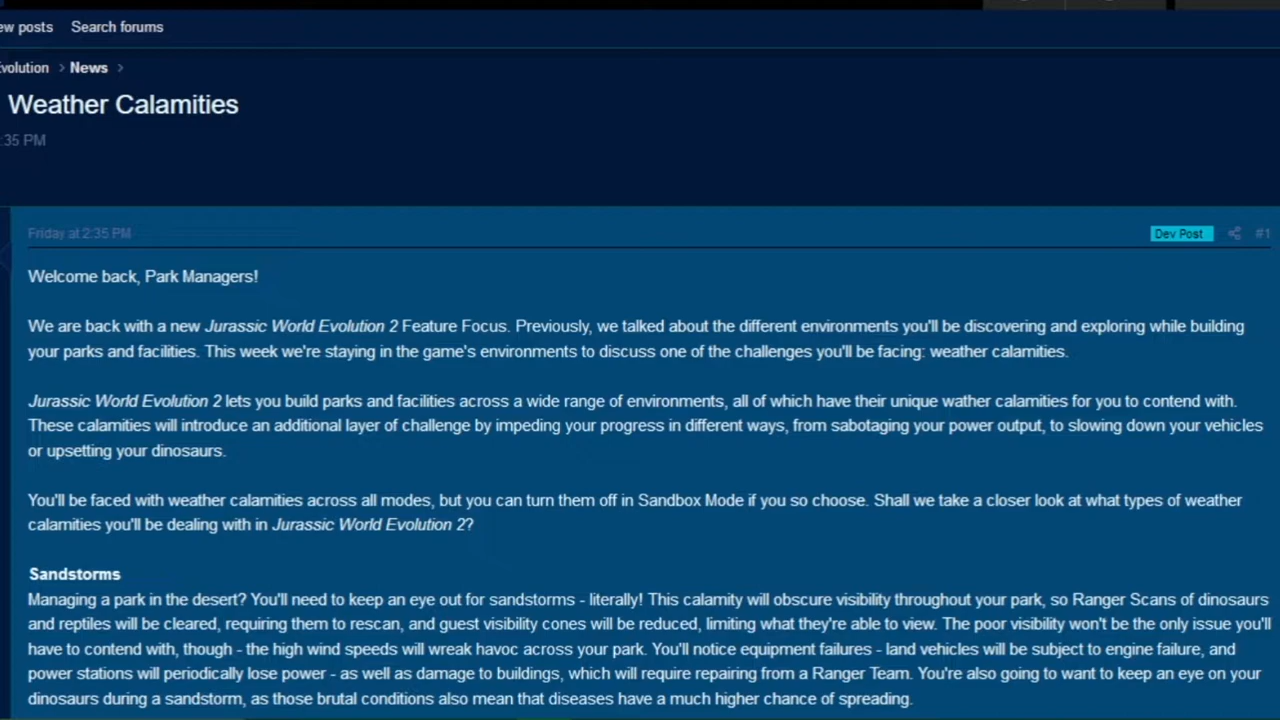 ew posts Search forums
volution > News >
Weather Calamities
:35 PM
Friday at 2:35 PM Dev Post #1
Welcome back, Park Managers!
We are back with a new Jurassic World Evolution 2 Feature Focus. Previously, we talked about the different environments you'll be discovering and exploring while building
your parks and facilities. This week we're staying in the game's environments to discuss one of the challenges you'll be facing: weather calamities.
Jurassic World Evolution 2 lets you build parks and facilities across a wide range of environments, all of which have their unique wather calamities for you to contend with.
These calamities will introduce an additional layer of challenge by impeding your progress in different ways, from sabotaging your power output, to slowing down your vehicles
or upsetting your dinosaurs.
You'll be faced with weather calamities across all modes, but you can turn them off in Sandbox Mode if you so choose. Shall we take a closer look at what types of weather
calamities you'll be dealing with in Jurassic World Evolution 2?
Sandstorms
Managing a park in the desert? You'll need to keep an eye out for sandstorms - literally! This calamity will obscure visibility throughout your park, so Ranger Scans of dinosaurs
and reptiles will be cleared, requiring them to rescan, and guest visibility cones will be reduced, limiting what they're able to view. The poor visibility won't be the only issue you'll
have to contend with, though - the high wind speeds will wreak havoc across your park. You'll notice equipment failures - land vehicles will be subject to engine failure, and
power stations will periodically lose power - as well as damage to buildings, which will require repairing from a Ranger Team. You're also going to want to keep an eye on your
dinosaurs during a sandstorm, as those brutal conditions also mean that diseases have a much higher chance of spreading.